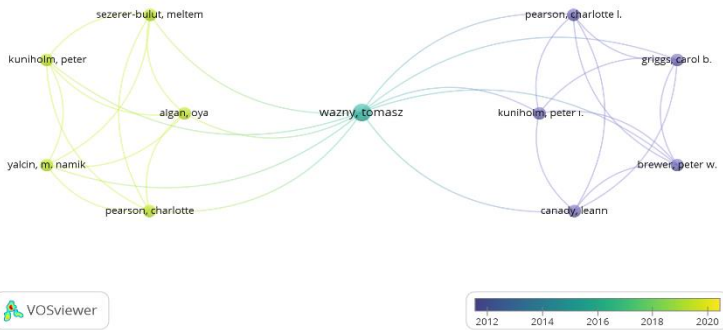 sezerer-bulut, meltem
pearson, charlotte l.
kuniholm, peter
griggs, carol b.
algan, oya
wazny, tomasz
kuniholm, peter i.
yalcin, m. namik
brewer, peter w.
pearson, charlotte
canady, leann
VOSviewer
2012 2014 2016 2018 2020